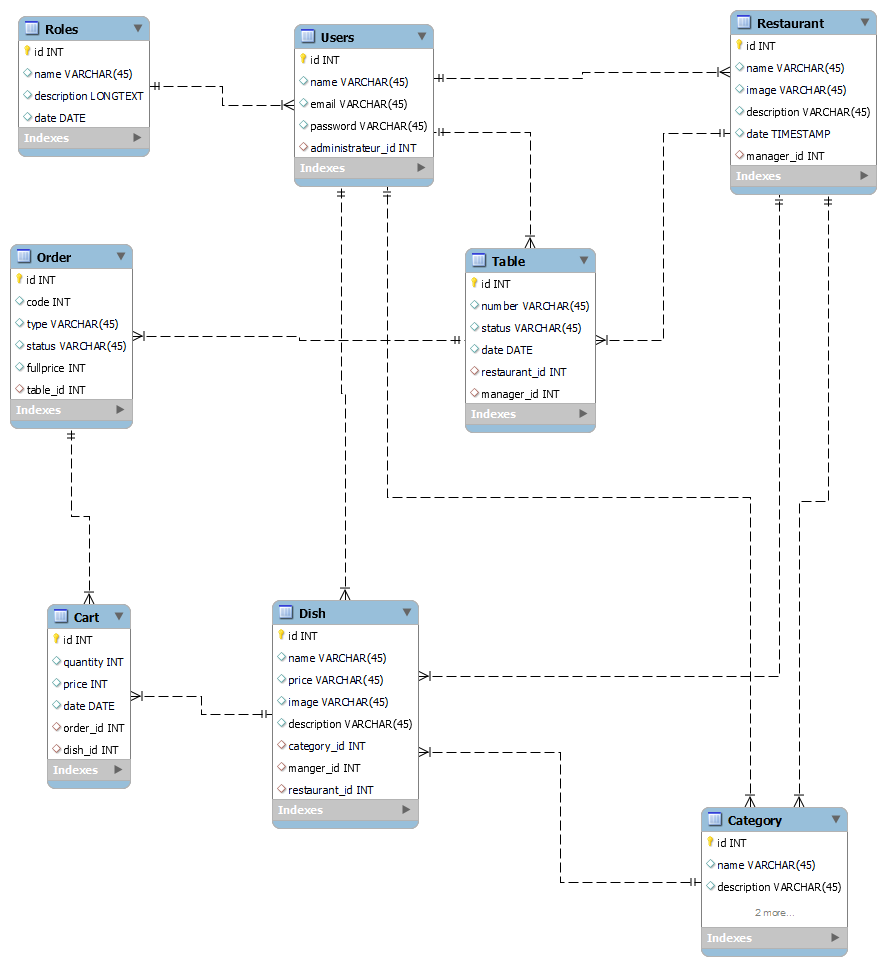 Roles
id INT
name VARCHAR(45)
description LONGTEXT
date DATE
Indexes
Users
id INT
name VARCHAR(45)
email VARCHAR(45)
password VARCHAR(45)
administrateur_id INT
Indexes
Restaurant
id INT
name VARCHAR(45)
image VARCHAR(45)
description VARCHAR(45)
date TIMESTAMP
manager_id INT
Indexes
Order
id INT
code INT
type VARCHAR(45)
status VARCHAR(45)
fullprice INT
table_id INT
Indexes
Table
id INT
number VARCHAR(45)
status VARCHAR(45)
date DATE
restaurant_id INT
manager_id INT
Indexes
Cart
id INT
quantity INT
price INT
date DATE
order_id INT
dish_id INT
Indexes
Dish
id INT
name VARCHAR(45)
price VARCHAR(45)
image VARCHAR(45)
description VARCHAR(45)
category_id INT
manger_id INT
restaurant_id INT
Indexes
Category
id INT
name VARCHAR(45)
description VARCHAR(45)
2 more...
Indexes